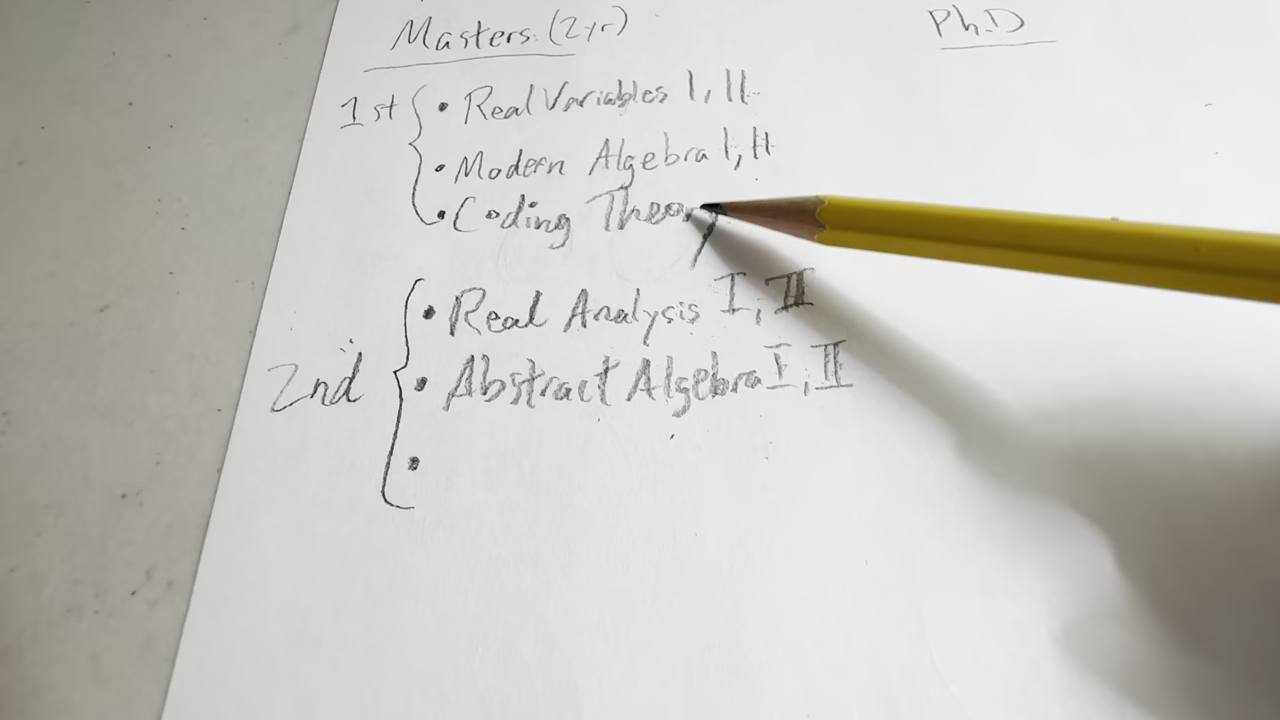 Masters (2yr)
Ph.D
1st
• Real Variables I, II
• Modern Algebra I, II
• Coding Theory
2nd
• Real Analysis I, II
• Abstract Algebra I, II
•